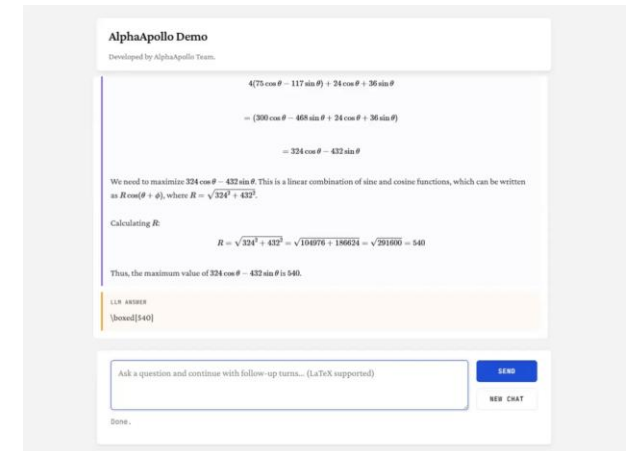 AlphaApollo Demo
Developed by AlphaApollo Team.
4(75 cos θ − 117 sin θ) + 24 cos θ + 36 sin θ
= (300 cos θ − 468 sin θ + 24 cos θ + 36 sin θ)
= 324 cos θ − 432 sin θ
We need to maximize 324 cos θ − 432 sin θ. This is a linear combination of sine and cosine functions, which can be written
as R cos(θ + ϕ), where R = √(324² + 432²).
Calculating R:
R = √(324² + 432²) = √(104976 + 186624) = √291600 = 540
Thus, the maximum value of 324 cos θ − 432 sin θ is 540.
LLM ANSWER
\boxed{540}
Ask a question and continue with follow-up turns... (LaTeX supported)
SEND
NEW CHAT
Done.